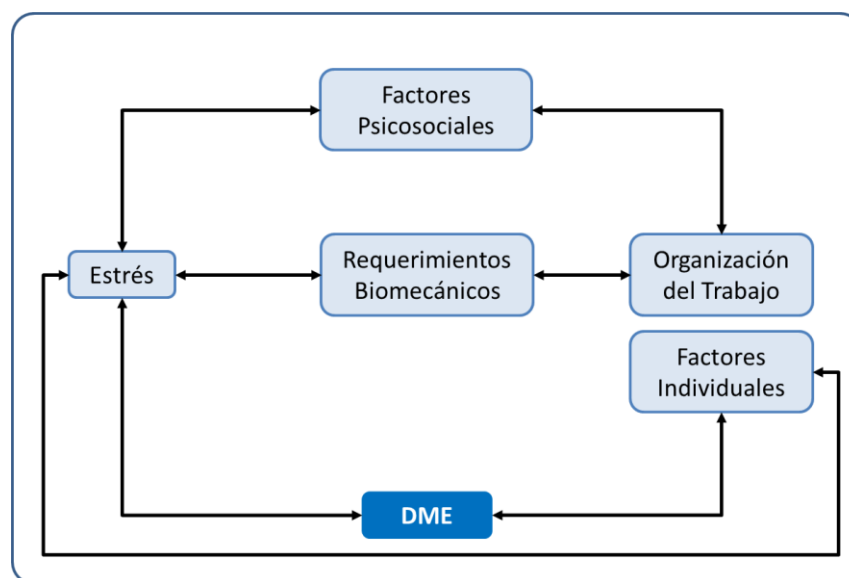 Factores
Psicosociales
Estrés
Requerimientos
Biomecánicos
Organización
del Trabajo
Factores
Individuales
DME